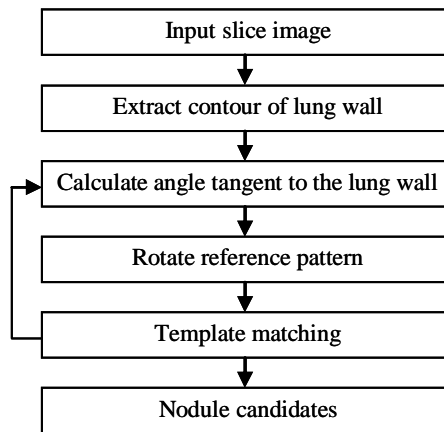 Input slice image
Extract contour of lung wall
Calculate angle tangent to the lung wall
Rotate reference pattern
Template matching
Nodule candidates